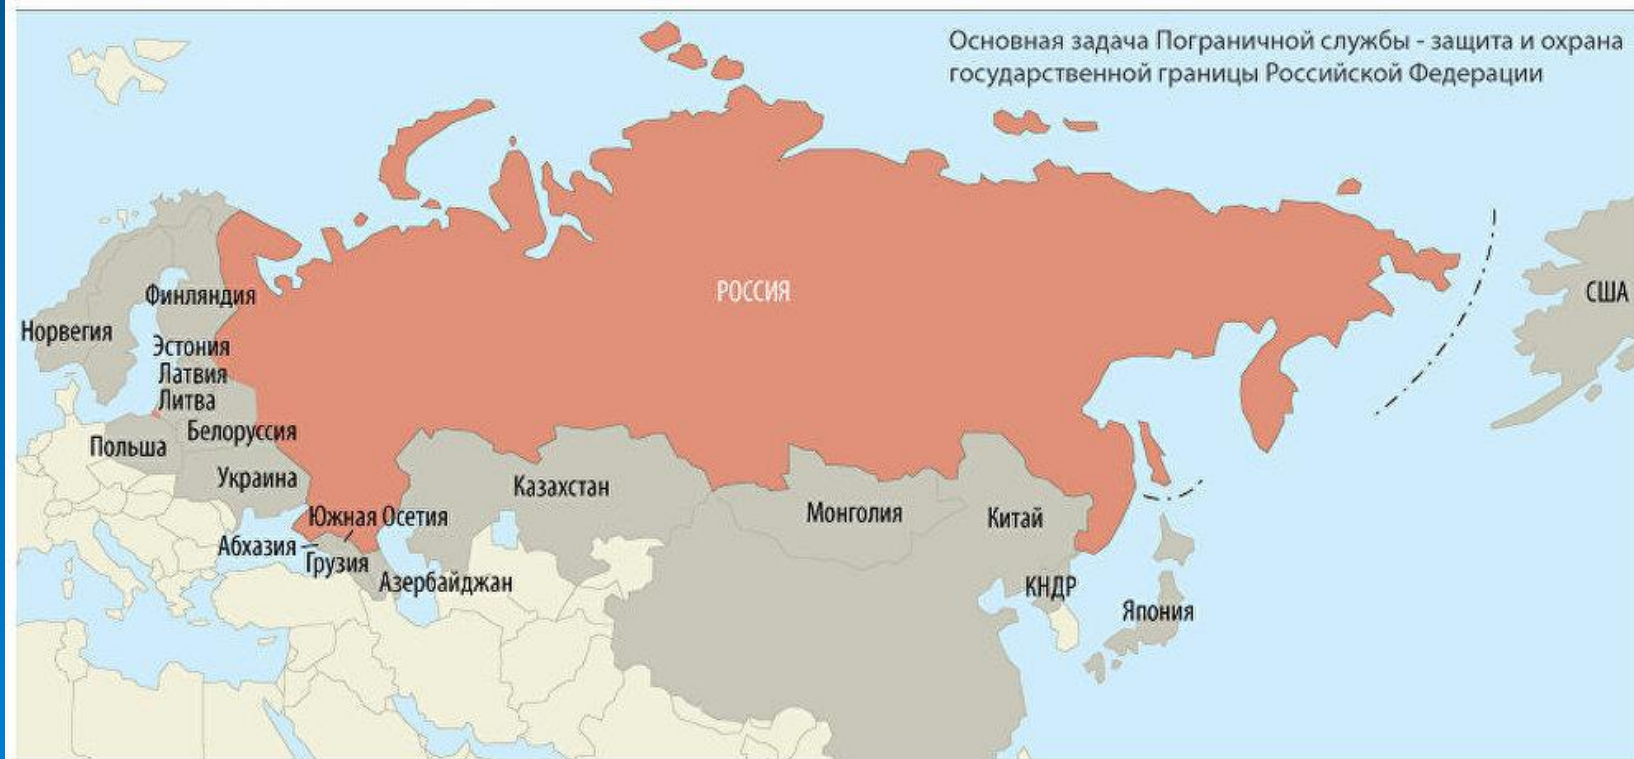 Основная задача Пограничной службы - защита и охрана
государственной границы Российской Федерации
РОССИЯ
США
Финляндия
Норвегия
Эстония
Латвия
Литва
Белоруссия
Польша
Украина
Казахстан
Монголия
Китай
Южная Осетия
Абхазия
Грузия
Азербайджан
КНДР
Япония